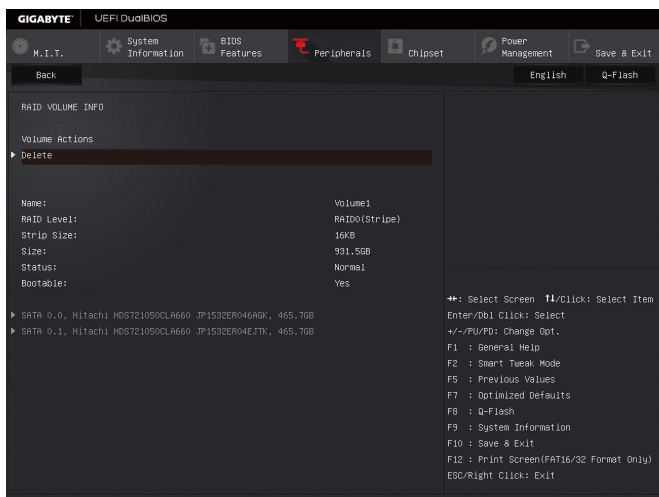 GIGABYTE™ UEFI DualBIOS
M.I.T. System Information BIOS Features Peripherals Chipset Power Management Save & Exit
Back English Q-Flash
RAID VOLUME INFO
Volume Actions
Delete
Name: Volume1
RAID Level: RAID0(Stripe)
Strip Size: 16KB
Size: 931.5GB
Status: Normal
Bootable: Yes
SATA 0.0, Hitachi HDS721050CLA660 JP1532ER046AGK, 465.7GB
SATA 0.1, Hitachi HDS721050CLA660 JP1532ER04EJTK, 465.7GB
→←: Select Screen ↑↓/Click: Select Item
Enter/Dbl Click: Select
+/-/PU/PD: Change Opt.
F1 : General Help
F2 : Smart Tweak Mode
F5 : Previous Values
F7 : Optimized Defaults
F8 : Q-Flash
F9 : System Information
F10 : Save & Exit
F12 : Print Screen(FAT16/32 Format Only)
ESC/Right Click: Exit